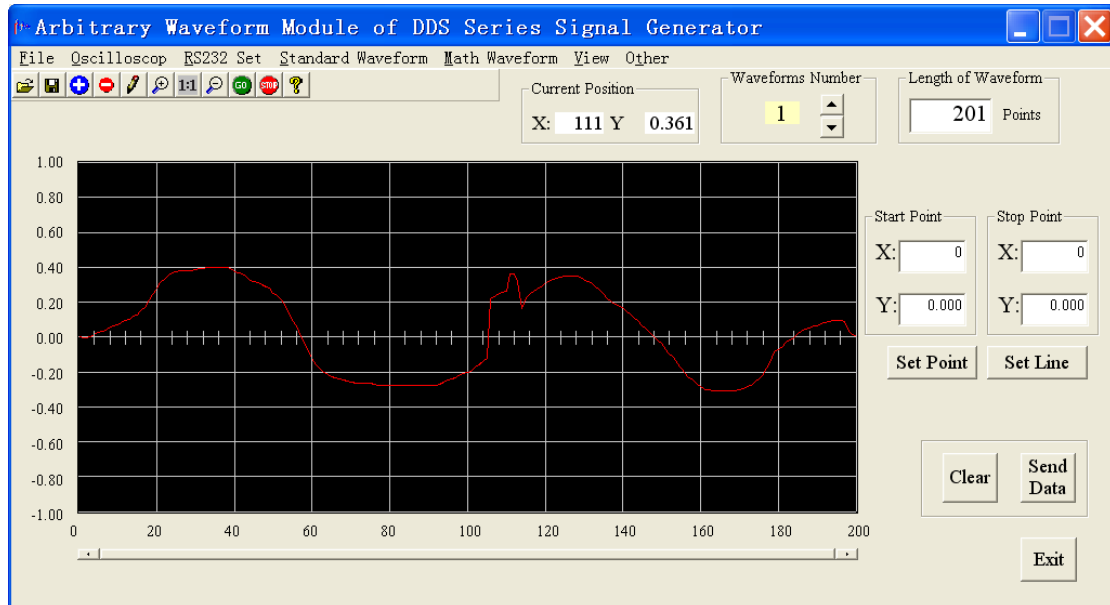 Arbitrary Waveform Module of DDS Series Signal Generator
File Oscilloscop RS232 Set Standard Waveform Math Waveform View Other
1:1 GO STOP ?
Current Position
X: 111 Y 0.361
Waveforms Number
1
Length of Waveform
201 Points
1.00
0.80
0.60
0.40
0.20
0.00
-0.20
-0.40
-0.60
-0.80
-1.00
0 20 40 60 80 100 120 140 160 180 200
Start Point
X: 0
Y: 0.000
Stop Point
X: 0
Y: 0.000
Set Point
Set Line
Clear
Send
Data
Exit